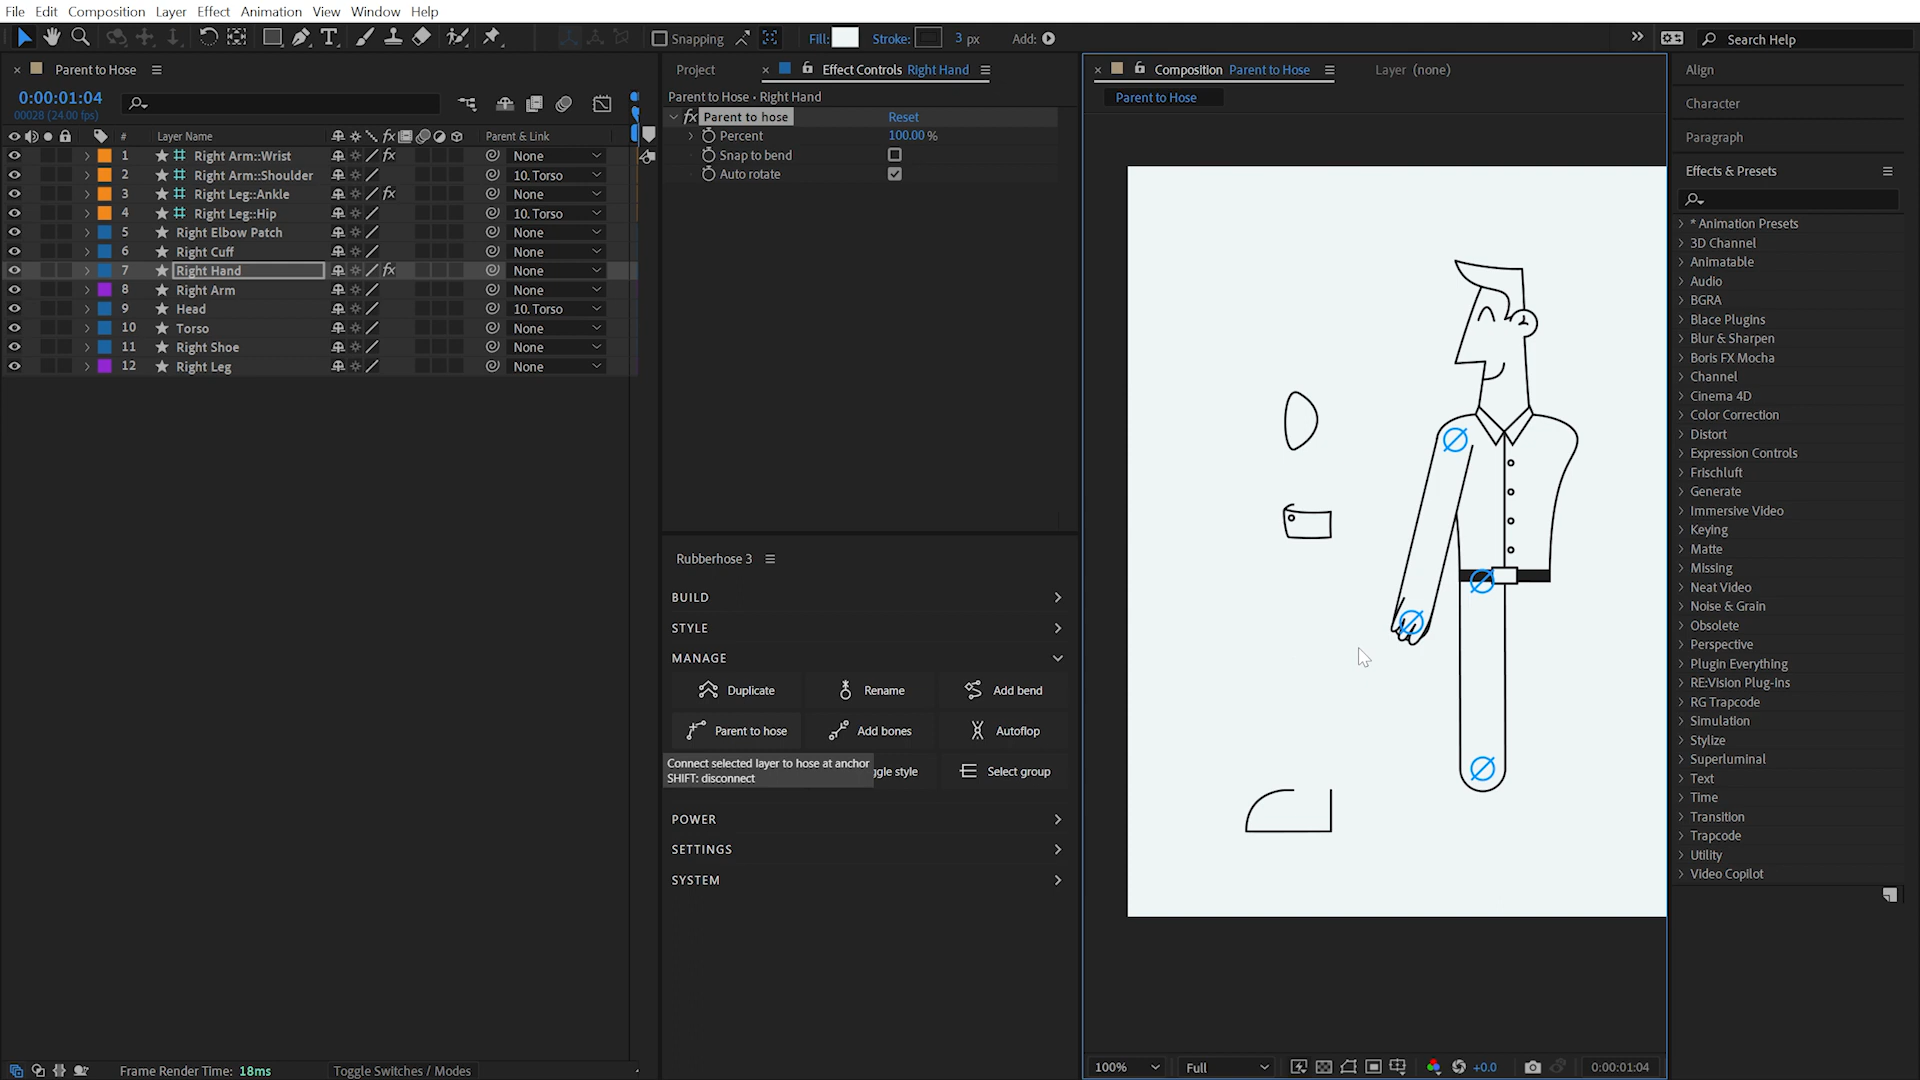 File Edit Composition Layer Effect Animation View Window Help
Snapping Fill: Stroke: 3 px Add: Search Help
Parent to Hose
0:00:01:04
00028 (24.00 fps)
# Layer Name Parent & Link
1 Right Arm::Wrist None
2 Right Arm::Shoulder 10. Torso
3 Right Leg::Ankle None
4 Right Leg::Hip 10. Torso
5 Right Elbow Patch None
6 Right Cuff None
7 Right Hand None
8 Right Arm None
9 Head 10. Torso
10 Torso None
11 Right Shoe None
12 Right Leg None
Frame Render Time: 18ms Toggle Switches / Modes
Project Effect Controls Right Hand
Parent to Hose • Right Hand
fx Parent to hose Reset
Percent 100.00 %
Snap to bend
Auto rotate
Rubberhose 3
BUILD
STYLE
MANAGE
Duplicate Rename Add bend
Parent to hose Add bones Autoflop
Connect selected layer to hose at anchor
SHIFT: disconnect
ggle style Select group
POWER
SETTINGS
SYSTEM
Composition Parent to Hose Layer (none)
Parent to Hose
100% Full +0.0 0:00:01:04
Align
Character
Paragraph
Effects & Presets
* Animation Presets
3D Channel
Animatable
Audio
BGRA
Blace Plugins
Blur & Sharpen
Boris FX Mocha
Channel
Cinema 4D
Color Correction
Distort
Expression Controls
Frischluft
Generate
Immersive Video
Keying
Matte
Missing
Neat Video
Noise & Grain
Obsolete
Perspective
Plugin Everything
RE:Vision Plug-ins
RG Trapcode
Simulation
Stylize
Superluminal
Text
Time
Transition
Trapcode
Utility
Video Copilot